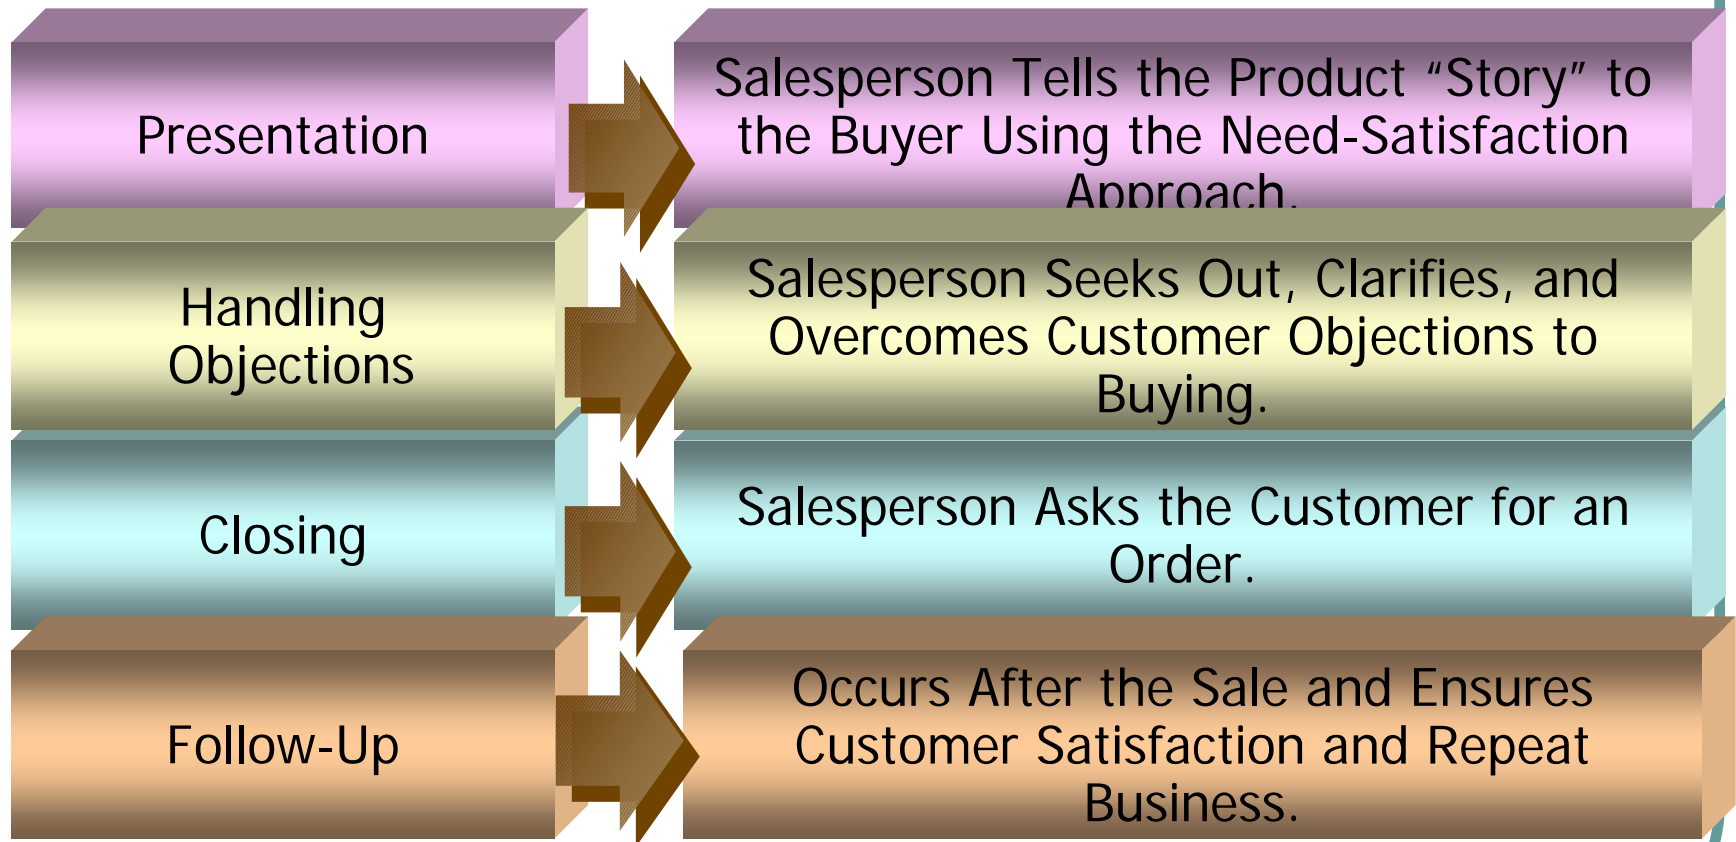 Presentation
Salesperson Tells the Product “Story” to
the Buyer Using the Need-Satisfaction
Approach.
Handling
Objections
Salesperson Seeks Out, Clarifies, and
Overcomes Customer Objections to
Buying.
Closing
Salesperson Asks the Customer for an
Order.
Follow-Up
Occurs After the Sale and Ensures
Customer Satisfaction and Repeat
Business.